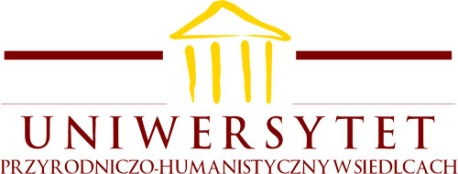 UNIWERSYTET
PRZYRODNICZO-HUMANISTYCZNY W SIEDLCACH